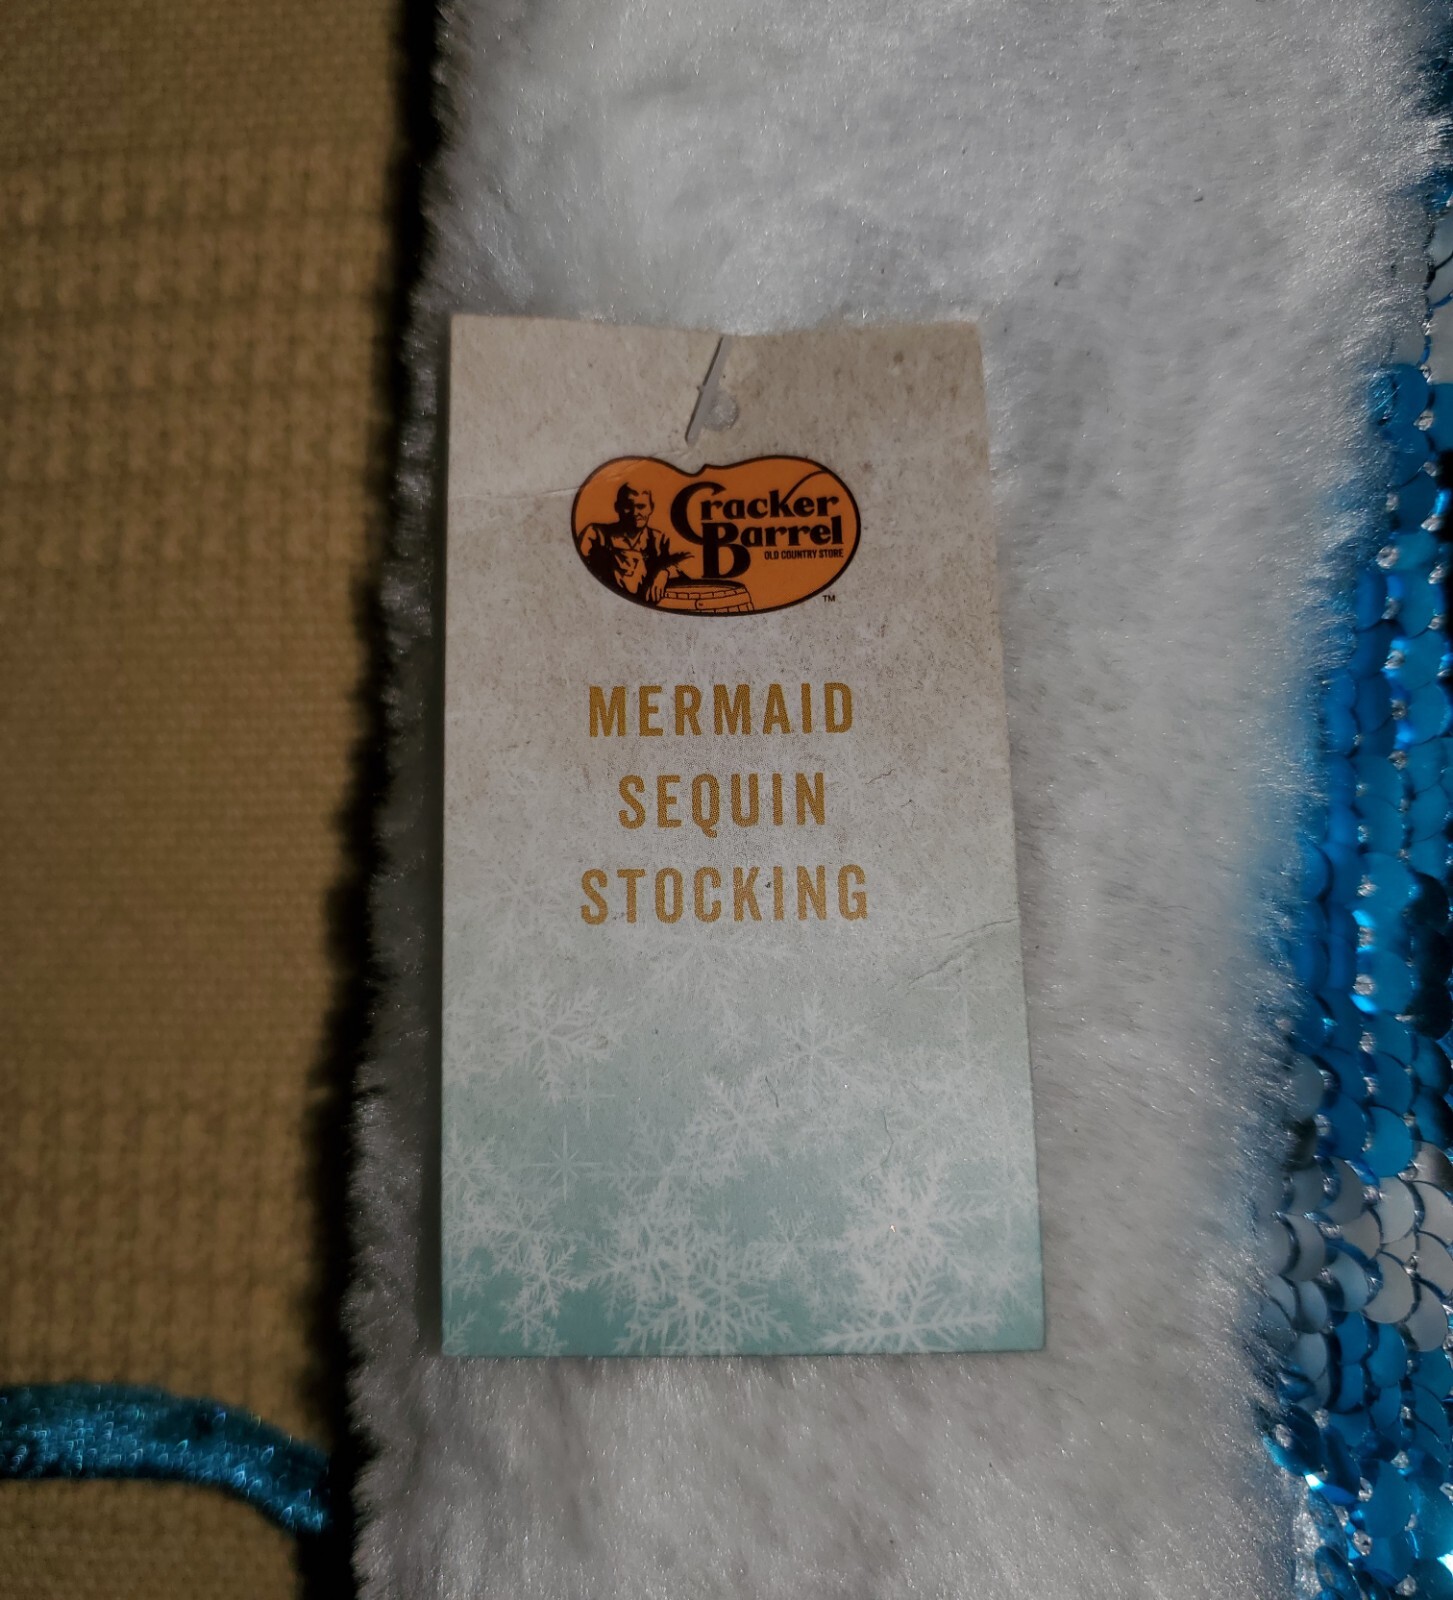 Cracker
Barrel
OLD COUNTRY STORE
TM
MERMAID
SEQUIN
STOCKING